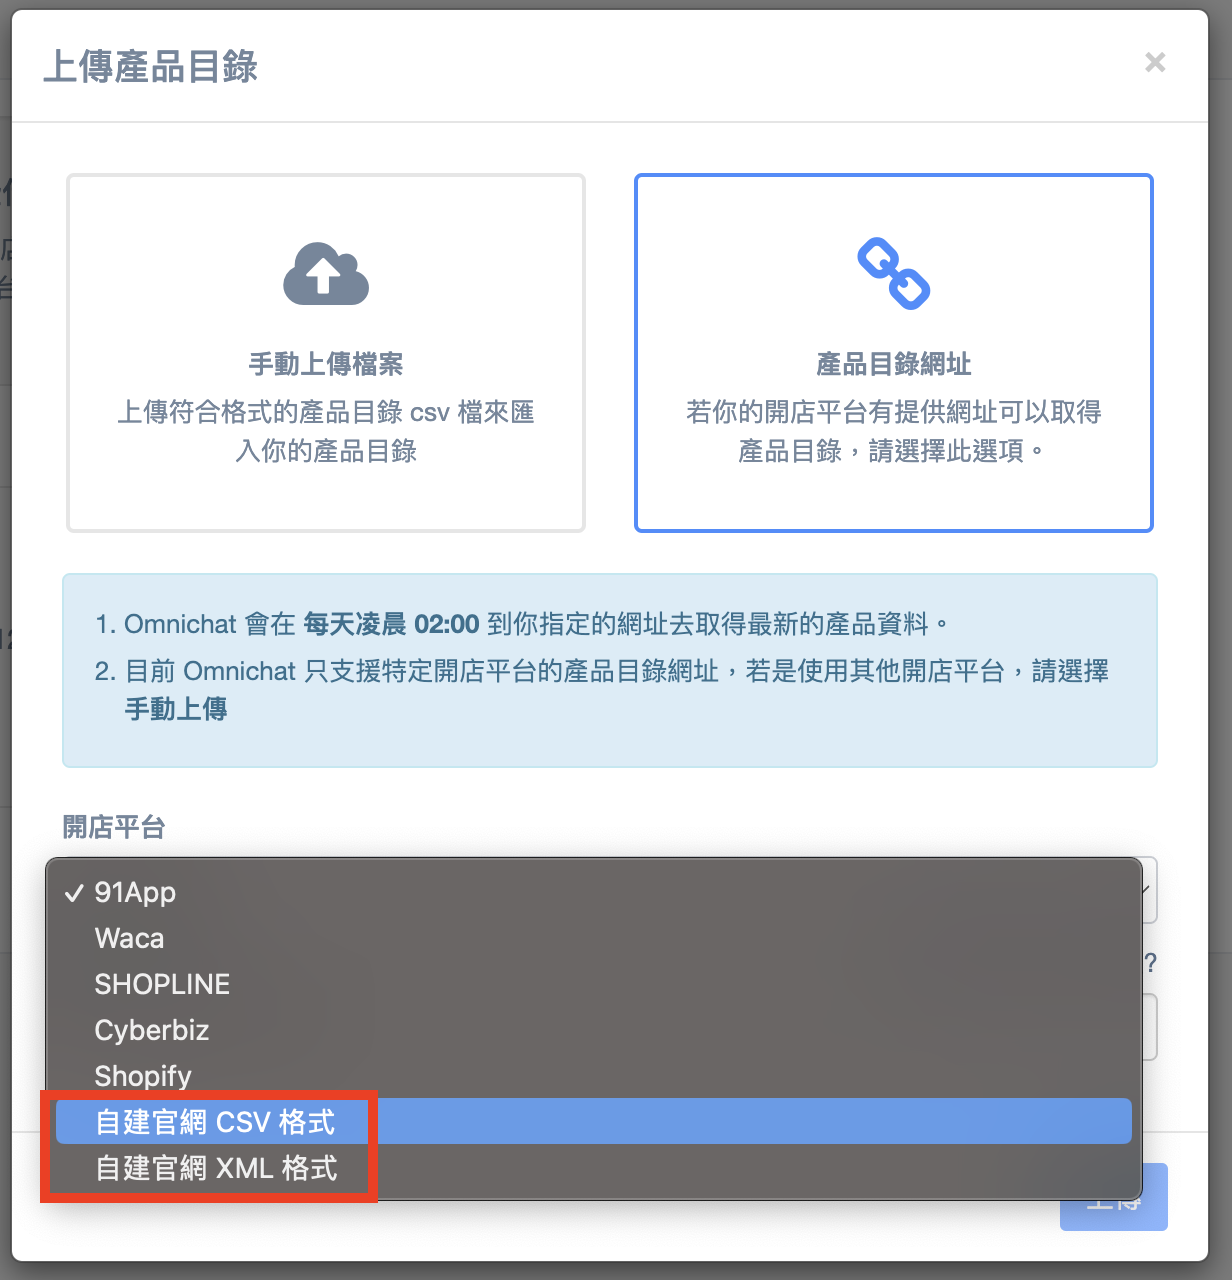 上傳產品目錄
×
手動上傳檔案
上傳符合格式的產品目錄 csv 檔來匯
入你的產品目錄
產品目錄網址
若你的開店平台有提供網址可以取得
產品目錄，請選擇此選項。
1. Omnichat 會在 每天凌晨 02:00 到你指定的網址去取得最新的產品資料。
2. 目前 Omnichat 只支援特定開店平台的產品目錄網址，若是使用其他開店平台，請選擇
手動上傳
開店平台
✓ 91App
Waca
SHOPLINE
?
Cyberbiz
Shopify
自建官網 CSV 格式
自建官網 XML 格式
上傳